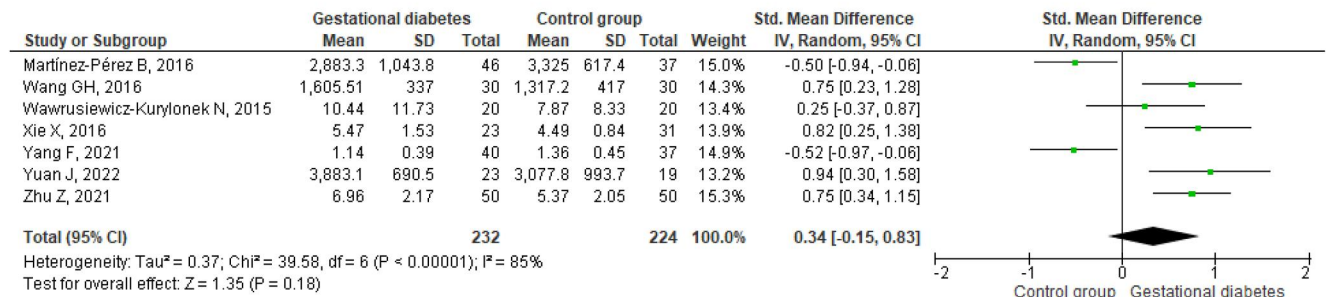 Gestational diabetes Control group Std. Mean Difference Std. Mean Difference
Study or Subgroup Mean SD Total Mean SD Total Weight IV, Random, 95% CI IV, Random, 95% CI
Martínez-Pérez B, 2016 2,883.3 1,043.8 46 3,325 617.4 37 15.0% -0.50 [-0.94, -0.06]
Wang GH, 2016 1,605.51 337 30 1,317.2 417 30 14.3% 0.75 [0.23, 1.28]
Wawrusiewicz-Kurylonek N, 2015 10.44 11.73 20 7.87 8.33 20 13.4% 0.25 [-0.37, 0.87]
Xie X, 2016 5.47 1.53 23 4.49 0.84 31 13.9% 0.82 [0.25, 1.38]
Yang F, 2021 1.14 0.39 40 1.36 0.45 37 14.9% -0.52 [-0.97, -0.06]
Yuan J, 2022 3,883.1 690.5 23 3,077.8 993.7 19 13.2% 0.94 [0.30, 1.58]
Zhu Z, 2021 6.96 2.17 50 5.37 2.05 50 15.3% 0.75 [0.34, 1.15]
Total (95% CI) 232 224 100.0% 0.34 [-0.15, 0.83]
Heterogeneity: Tau² = 0.37; Chi² = 39.58, df = 6 (P < 0.00001); I² = 85%
Test for overall effect: Z = 1.35 (P = 0.18)
-2 -1 0 1 2
Control group Gestational diabetes